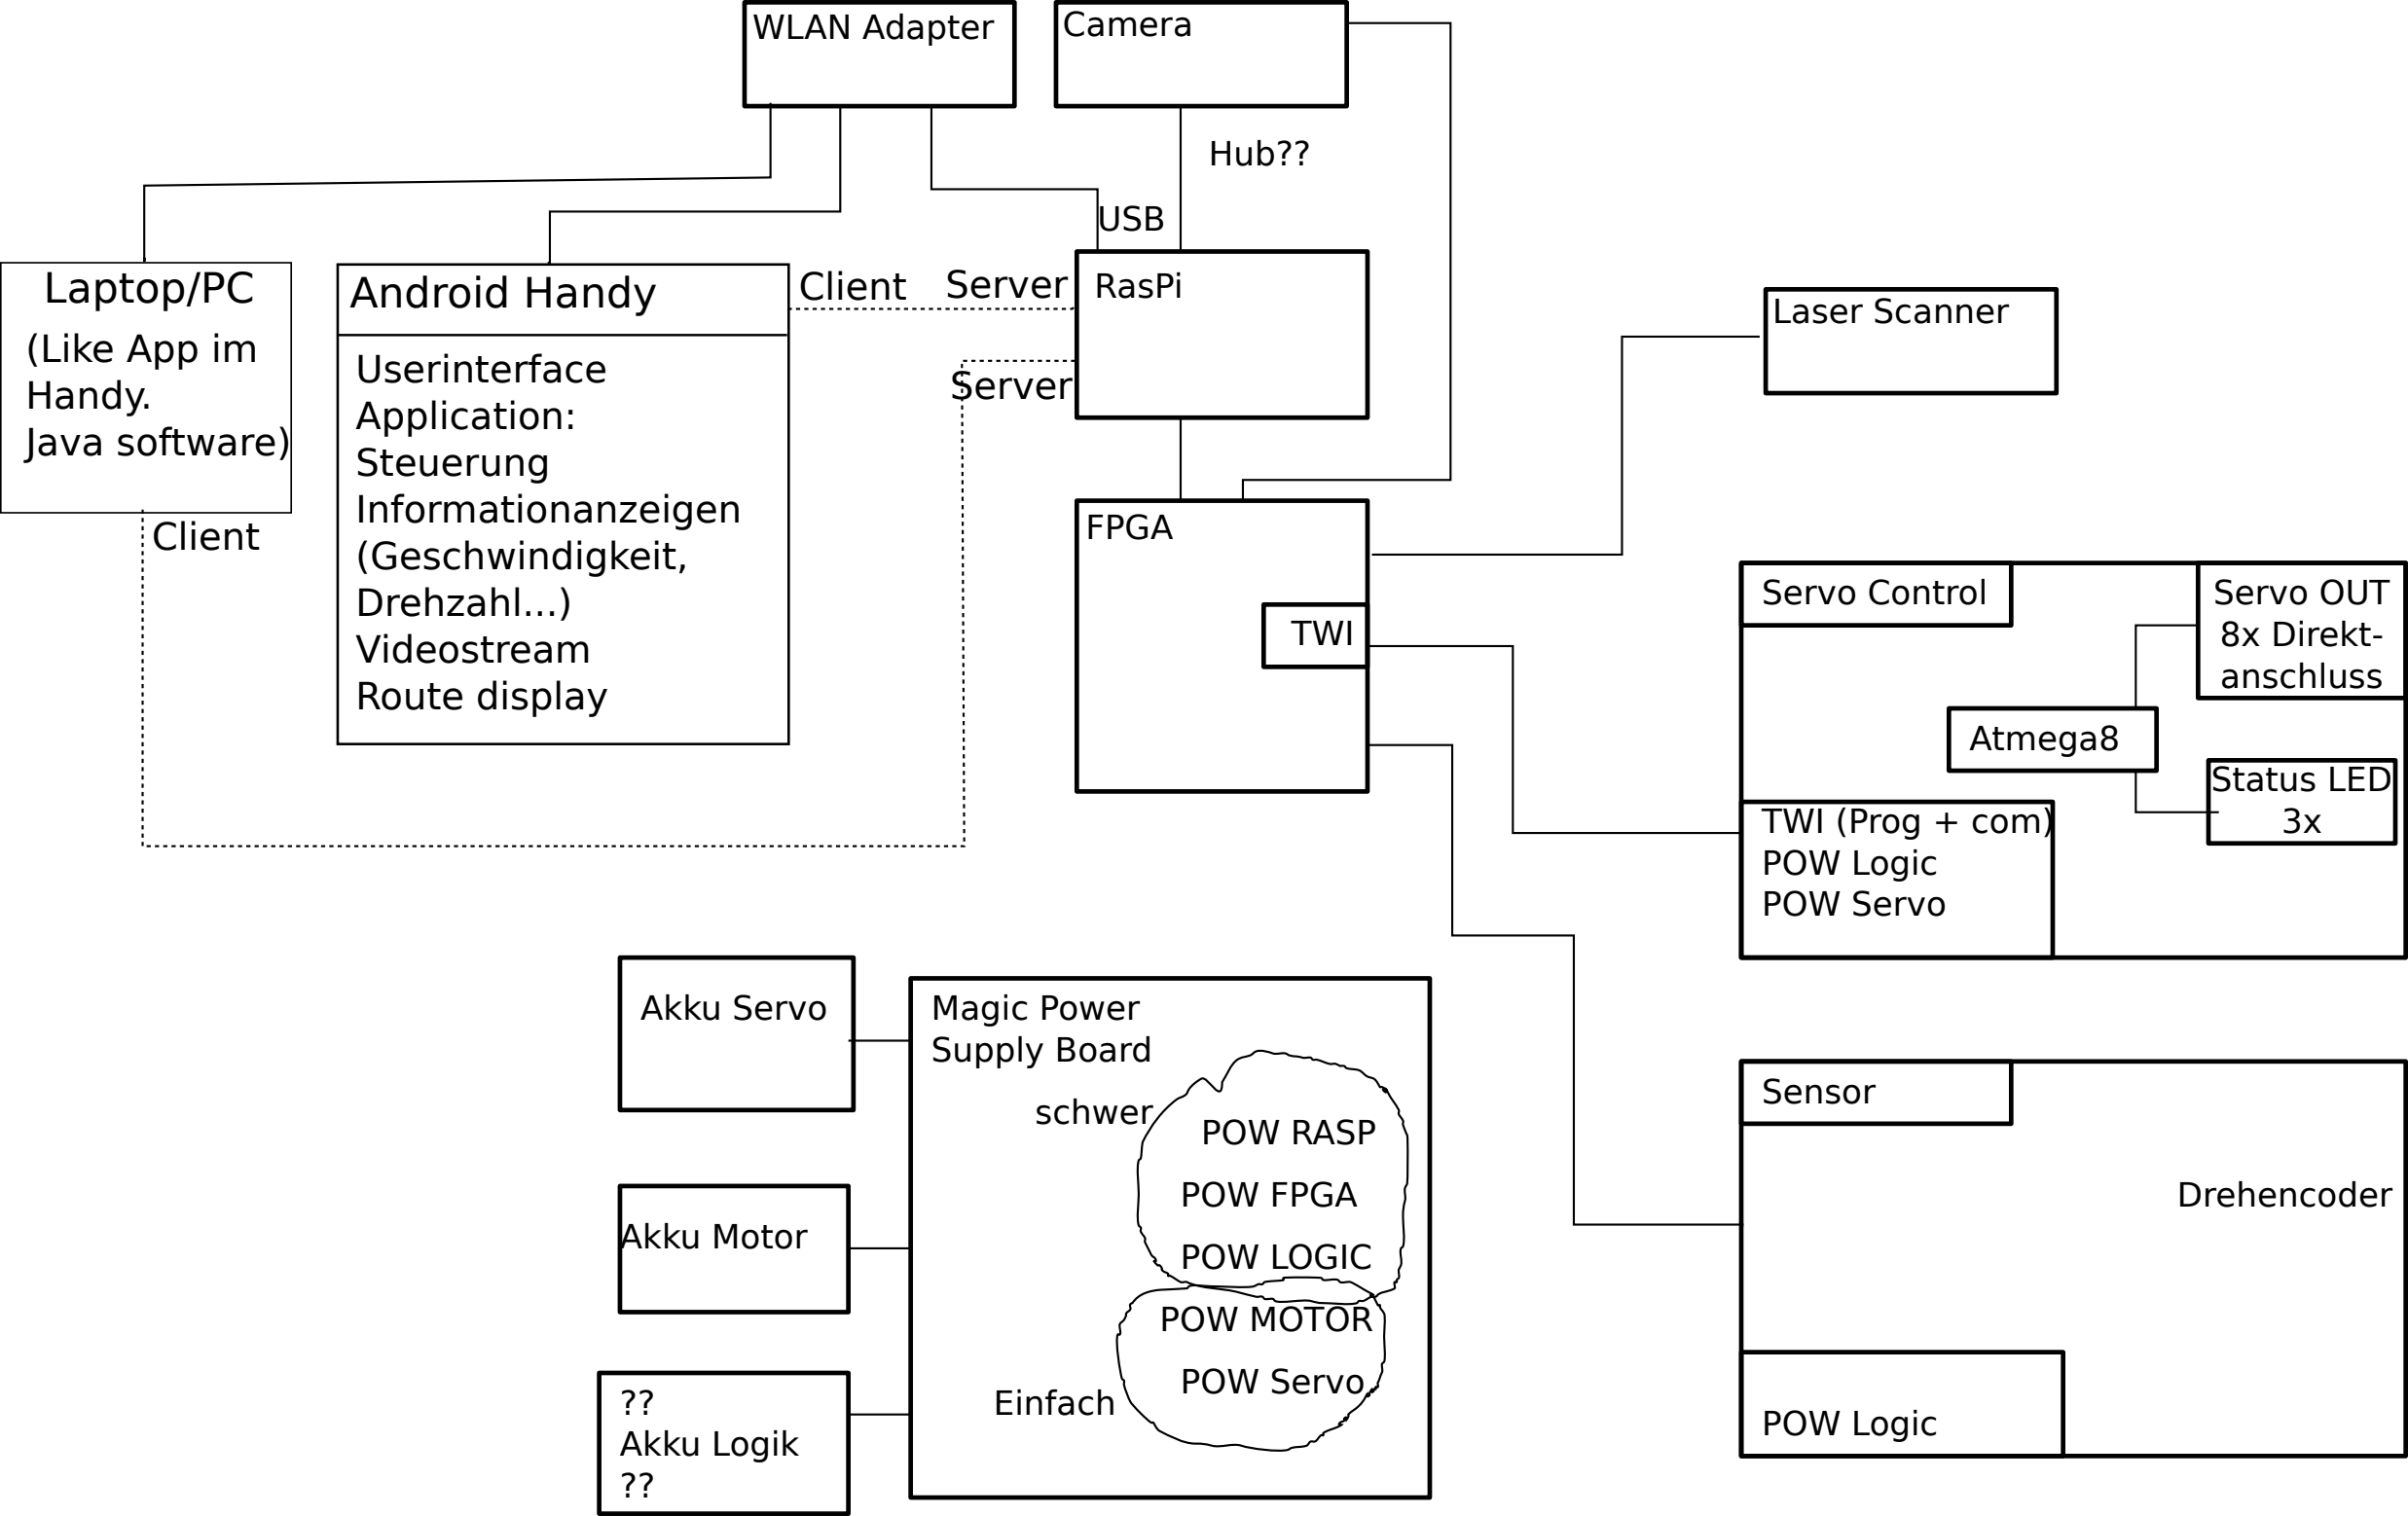 WLAN Adapter
Camera
Hub??
USB
Laptop/PC
(Like App im
Handy.
Java software)
Client
Android Handy
Userinterface
Application:
Steuerung
Informationanzeigen
(Geschwindigkeit,
Drehzahl...)
Videostream
Route display
Client
Server
Server
RasPi
Laser Scanner
FPGA
TWI
Servo Control
Servo OUT
8x Direkt-
anschluss
Atmega8
Status LED
3x
TWI (Prog + com)
POW Logic
POW Servo
Akku Servo
Akku Motor
??
Akku Logik
??
Magic Power
Supply Board
schwer
POW RASP
POW FPGA
POW LOGIC
POW MOTOR
POW Servo
Einfach
Sensor
Drehencoder
POW Logic